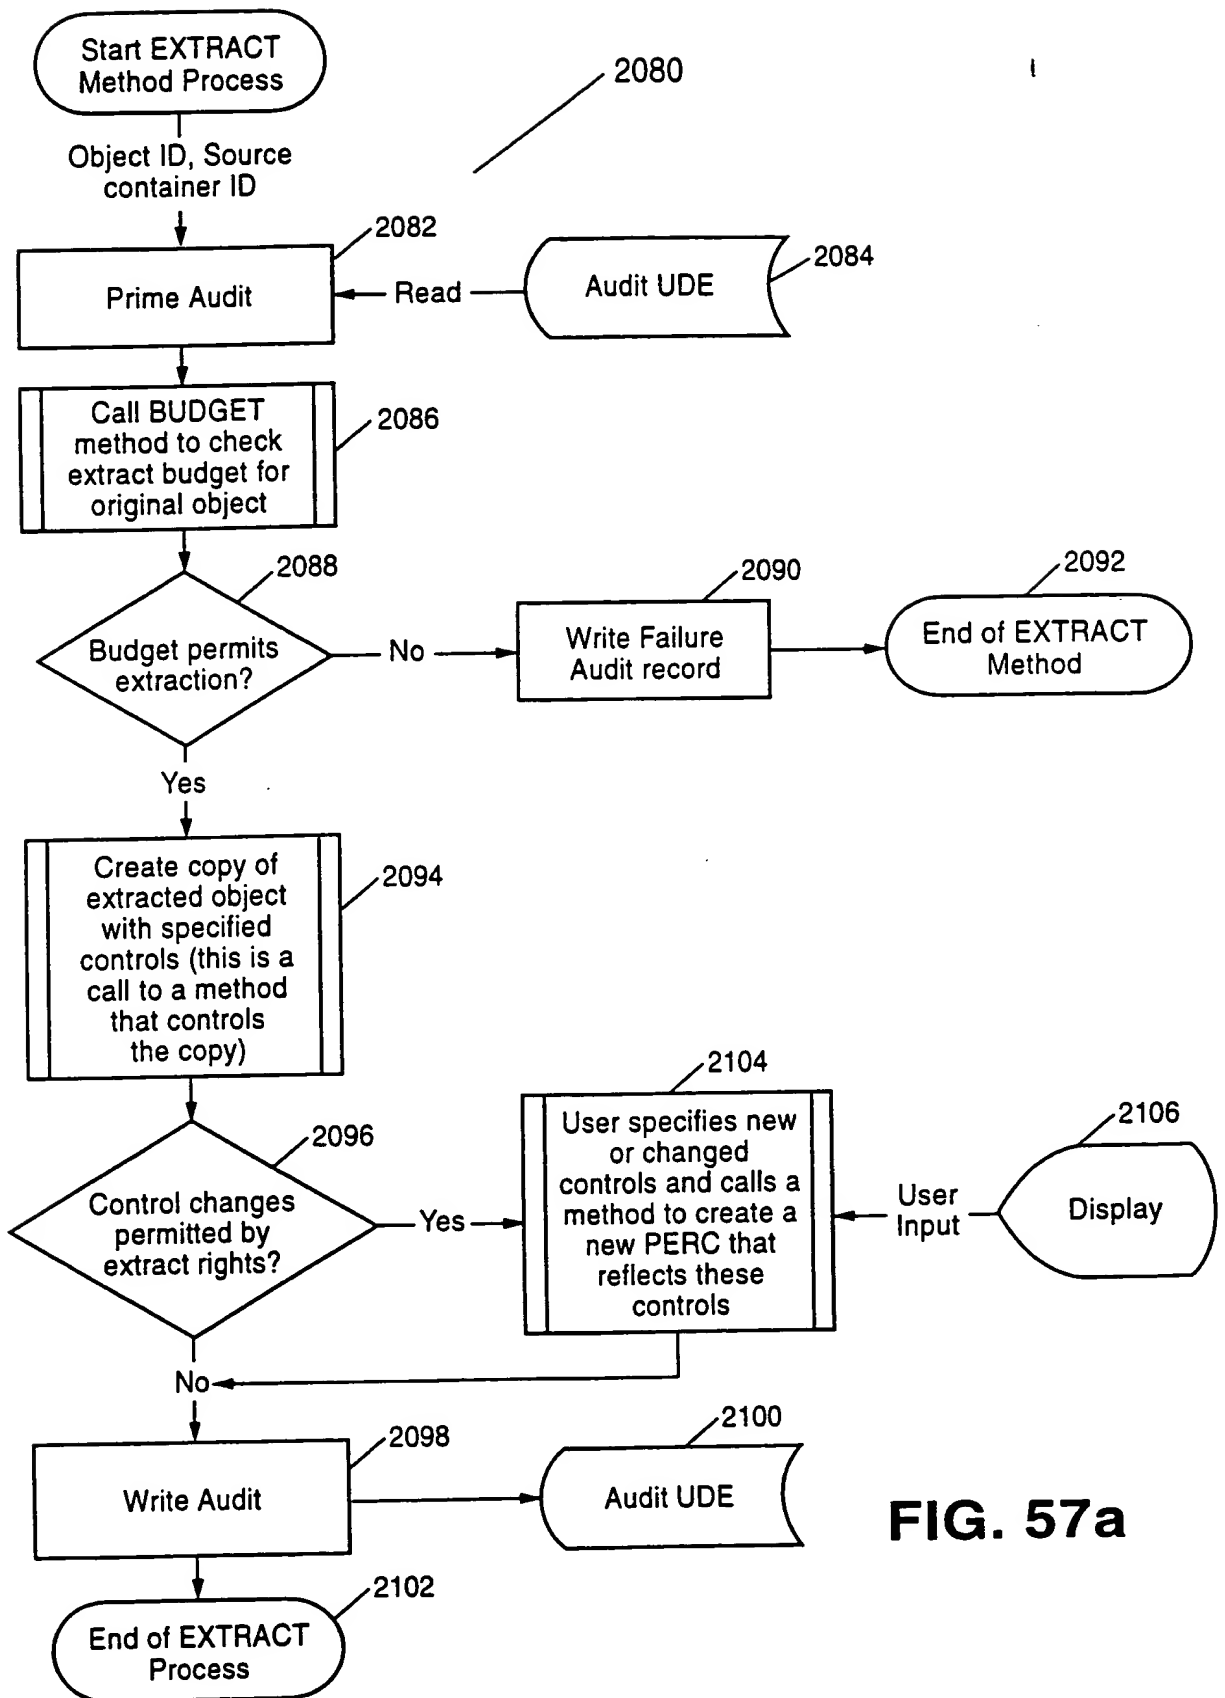 Start EXTRACT
Method Process
2080
Object ID, Source
container ID
2082
Prime Audit
Read
Audit UDE
2084
Call BUDGET
method to check
extract budget for
original object
2086
2088
Budget permits
extraction?
No
2090
Write Failure
Audit record
2092
End of EXTRACT
Method
Yes
Create copy of
extracted object
with specified
controls (this is a
call to a method
that controls
the copy)
2094
2096
Control changes
permitted by
extract rights?
Yes
2104
User specifies new
or changed
controls and calls a
method to create a
new PERC that
reflects these
controls
User
Input
2106
Display
No
2098
Write Audit
2100
Audit UDE
FIG. 57a
2102
End of EXTRACT
Process